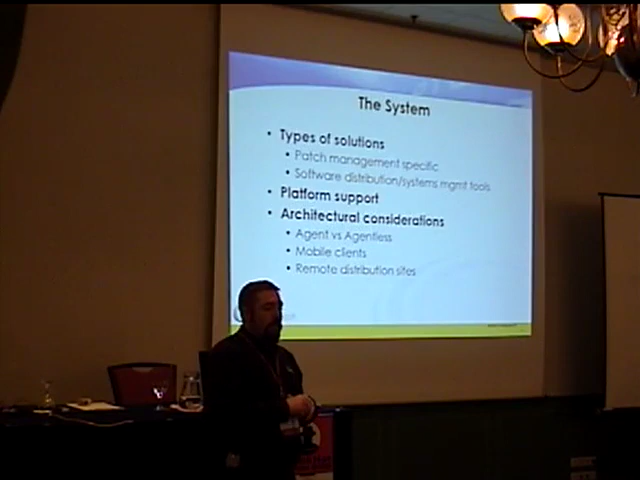 The System
• Types of solutions
• Patch management specific
• Software distribution/systems mgmt tools
• Platform support
• Architectural considerations
• Agent vs Agentless
• Mobile clients
• Remote distribution sites